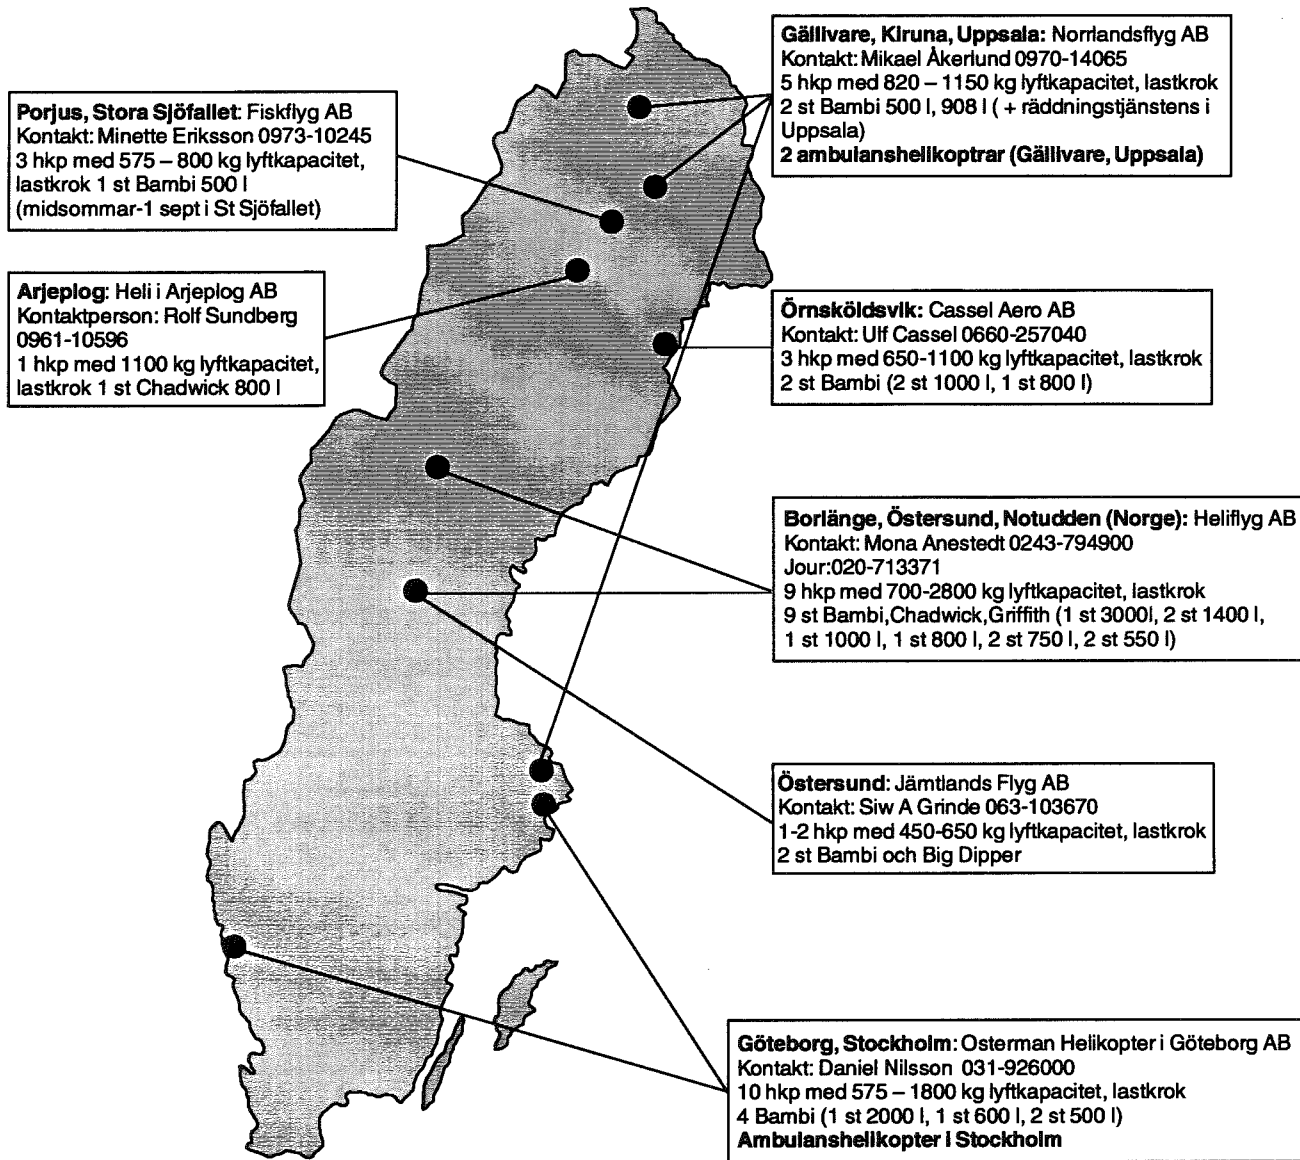 Gällivare, Kiruna, Uppsala: Norrlandsflyg AB
Kontakt: Mikael Åkerlund 0970-14065
5 hkp med 820 – 1150 kg lyftkapacitet, lastkrok
2 st Bambi 500 l, 908 l ( + räddningstjänstens i
Uppsala)
2 ambulanshelikoptrar (Gällivare, Uppsala)
Porjus, Stora Sjöfallet: Fiskflyg AB
Kontakt: Minette Eriksson 0973-10245
3 hkp med 575 – 800 kg lyftkapacitet,
lastkrok 1 st Bambi 500 l
(midsommar-1 sept i St Sjöfallet)
Arjeplog: Heli i Arjeplog AB
Kontaktperson: Rolf Sundberg
0961-10596
1 hkp med 1100 kg lyftkapacitet,
lastkrok 1 st Chadwick 800 l
Örnsköldsvik: Cassel Aero AB
Kontakt: Ulf Cassel 0660-257040
3 hkp med 650-1100 kg lyftkapacitet, lastkrok
2 st Bambi (2 st 1000 l, 1 st 800 l)
Borlänge, Östersund, Notudden (Norge): Heliflyg AB
Kontakt: Mona Anestedt 0243-794900
Jour:020-713371
9 hkp med 700-2800 kg lyftkapacitet, lastkrok
9 st Bambi,Chadwick,Griffith (1 st 3000l, 2 st 1400 l,
1 st 1000 l, 1 st 800 l, 2 st 750 l, 2 st 550 l)
Östersund: Jämtlands Flyg AB
Kontakt: Siw A Grinde 063-103670
1-2 hkp med 450-650 kg lyftkapacitet, lastkrok
2 st Bambi och Big Dipper
Göteborg, Stockholm: Osterman Helikopter i Göteborg AB
Kontakt: Daniel Nilsson 031-926000
10 hkp med 575 – 1800 kg lyftkapacitet, lastkrok
4 Bambi (1 st 2000 l, 1 st 600 l, 2 st 500 l)
Ambulanshelikopter i Stockholm